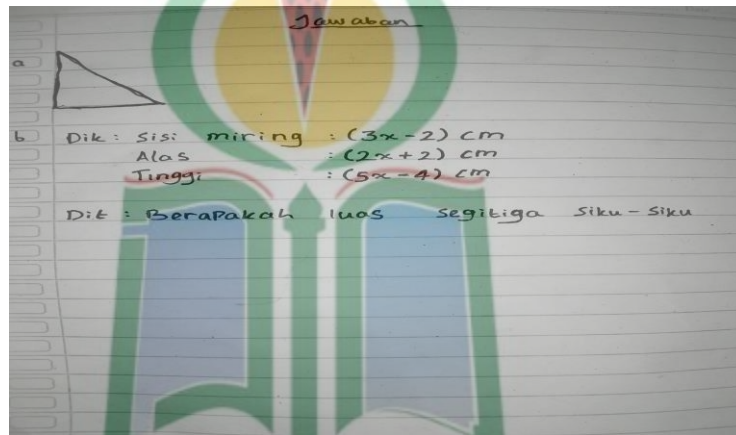 Jawaban
a
b Dik : Sisi miring : (3x-2) cm
Alas : (2x+2) cm
Tinggi : (5x-4) cm
Dit : Berapakah luas segitiga siku-siku